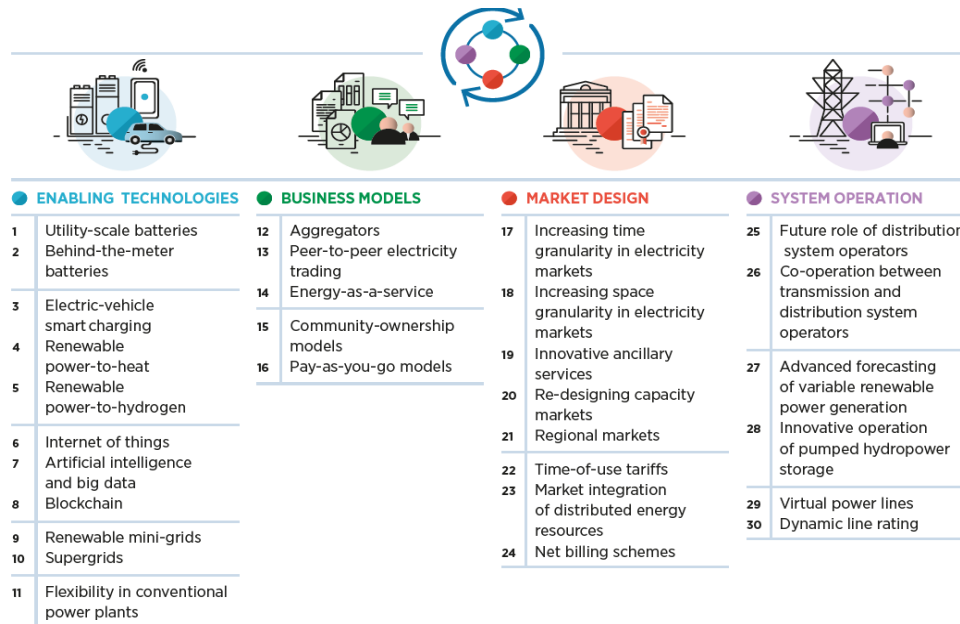 ENABLING TECHNOLOGIES
1 Utility-scale batteries
2 Behind-the-meter
batteries
3 Electric-vehicle
smart charging
4 Renewable
power-to-heat
5 Renewable
power-to-hydrogen
6 Internet of things
7 Artificial intelligence
and big data
8 Blockchain
9 Renewable mini-grids
10 Supergrids
11 Flexibility in conventional
power plants
BUSINESS MODELS
12 Aggregators
13 Peer-to-peer electricity
trading
14 Energy-as-a-service
15 Community-ownership
models
16 Pay-as-you-go models
MARKET DESIGN
17 Increasing time
granularity in electricity
markets
18 Increasing space
granularity in electricity
markets
19 Innovative ancillary
services
20 Re-designing capacity
markets
21 Regional markets
22 Time-of-use tariffs
23 Market integration
of distributed energy
resources
24 Net billing schemes
SYSTEM OPERATION
25 Future role of distribution
system operators
26 Co-operation between
transmission and
distribution system
operators
27 Advanced forecasting
of variable renewable
power generation
28 Innovative operation
of pumped hydropower
storage
29 Virtual power lines
30 Dynamic line rating